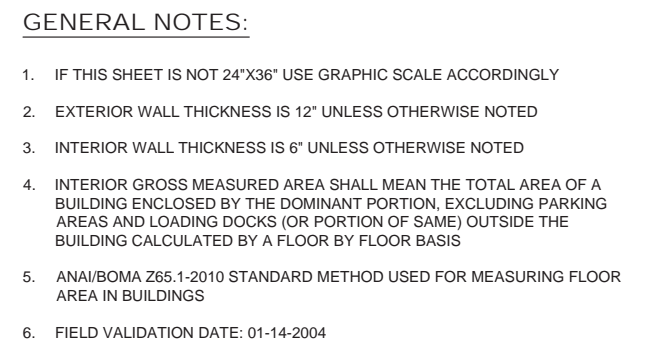 GENERAL NOTES:
1. IF THIS SHEET IS NOT 24"X36" USE GRAPHIC SCALE ACCORDINGLY
2. EXTERIOR WALL THICKNESS IS 12" UNLESS OTHERWISE NOTED
3. INTERIOR WALL THICKNESS IS 6" UNLESS OTHERWISE NOTED
4. INTERIOR GROSS MEASURED AREA SHALL MEAN THE TOTAL AREA OF A
BUILDING ENCLOSED BY THE DOMINANT PORTION, EXCLUDING PARKING
AREAS AND LOADING DOCKS (OR PORTION OF SAME) OUTSIDE THE
BUILDING CALCULATED BY A FLOOR BY FLOOR BASIS
5. ANAI/BOMA Z65.1-2010 STANDARD METHOD USED FOR MEASURING FLOOR
AREA IN BUILDINGS
6. FIELD VALIDATION DATE: 01-14-2004